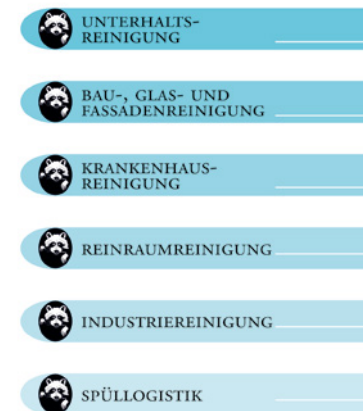 UNTERHALTS-
REINIGUNG
BAU-, GLAS- UND
FASSADENREINIGUNG
KRANKENHAUS-
REINIGUNG
REINRAUMREINIGUNG
INDUSTRIEREINIGUNG
SPÜLLOGISTIK